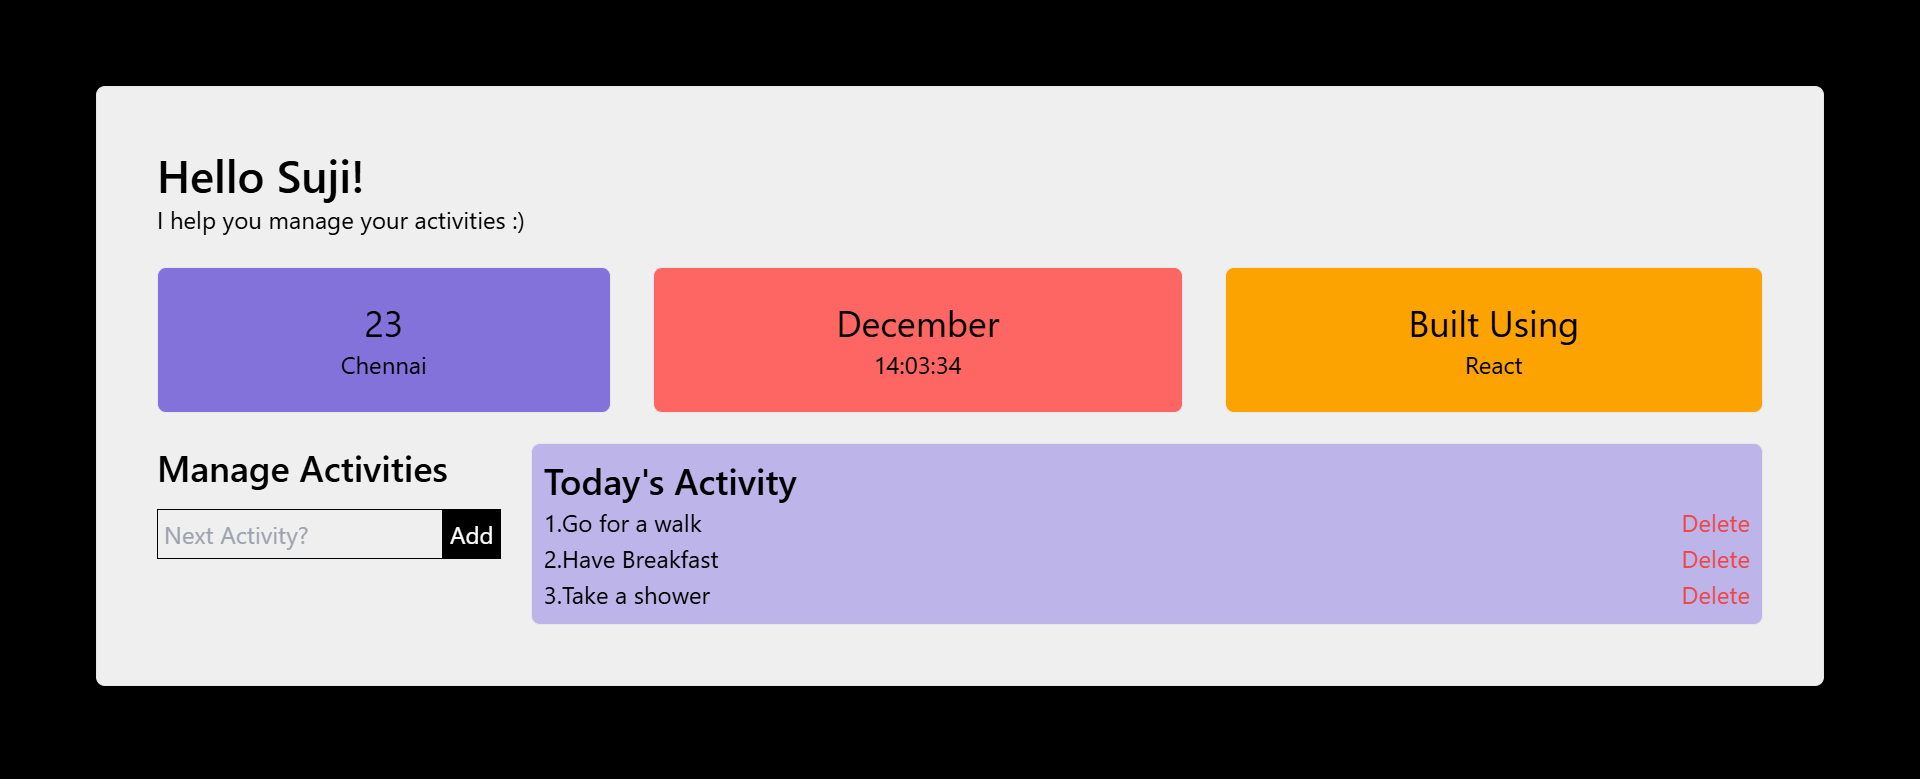 Hello Suji!
I help you manage your activities :)
23
Chennai
December
14:03:34
Built Using
React
Manage Activities
Next Activity?
Add
Today's Activity
1.Go for a walk Delete
2.Have Breakfast Delete
3.Take a shower Delete